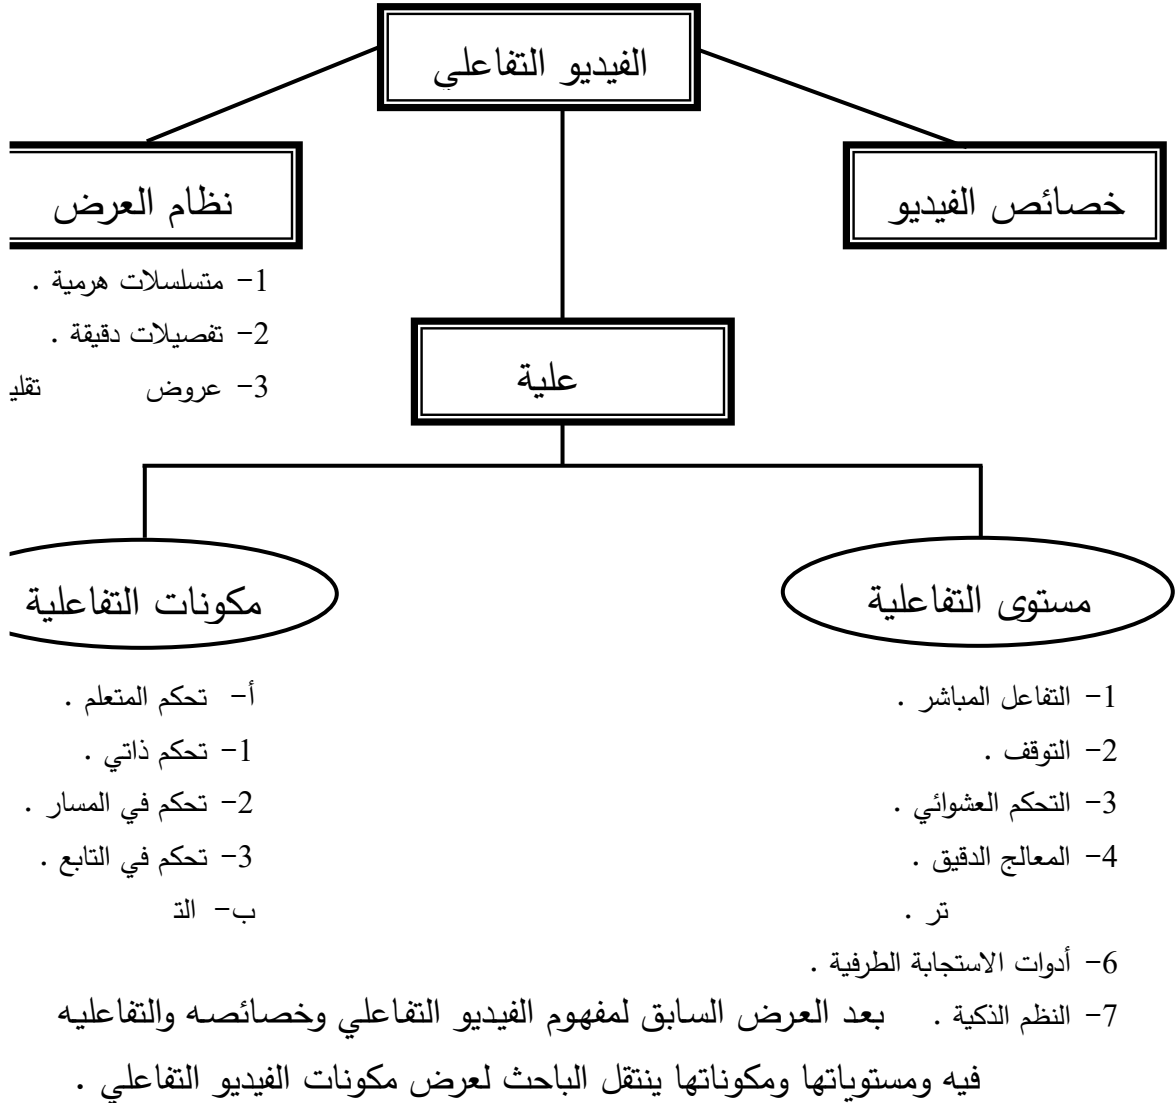 الفيديو التفاعلي
خصائص الفيديو
نظام العرض
1- متسلسلات هرمية .
2- تفصيلات دقيقة .
3- عروض
علية
مستوى التفاعلية
1- التفاعل المباشر .
2- التوقف .
3- التحكم العشوائي .
4- المعالج الدقيق .
تر .
6- أدوات الاستجابة الطرفية .
7- النظم الذكية .
مكونات التفاعلية
أ- تحكم المتعلم .
1- تحكم ذاتي .
2- تحكم في المسار .
3- تحكم في التابع .
ب- الت
بعد العرض السابق لمفهوم الفيديو التفاعلي وخصائصه والتفاعليه
فيه ومستوياتها ومكوناتها ينتقل الباحث لعرض مكونات الفيديو التفاعلي .